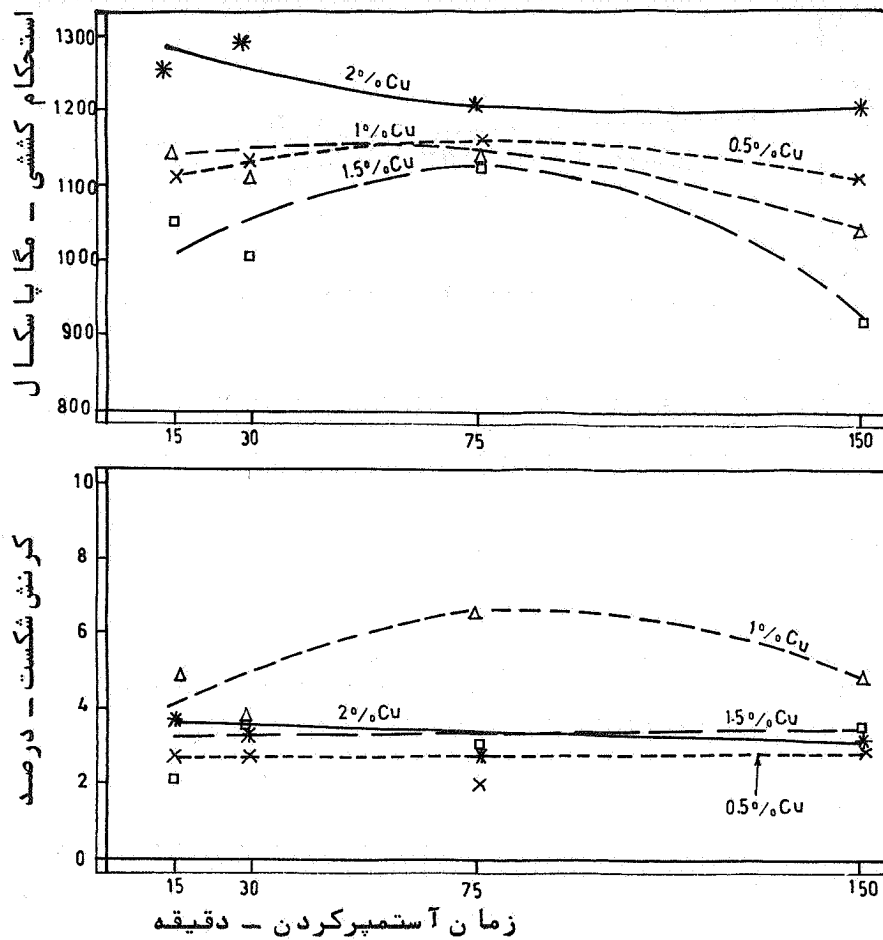 استحکام کششی - مگاپاسکال
1300
1200
1100
1000
900
800
2%Cu
1%Cu
0.5%Cu
1.5%Cu
15 30 75 150
کرنش شکست - درصد
10
8
6
4
2
0
1%Cu
2%Cu
1.5%Cu
0.5%Cu
15 30 75 150
زمان آستمپرکردن - دقیقه